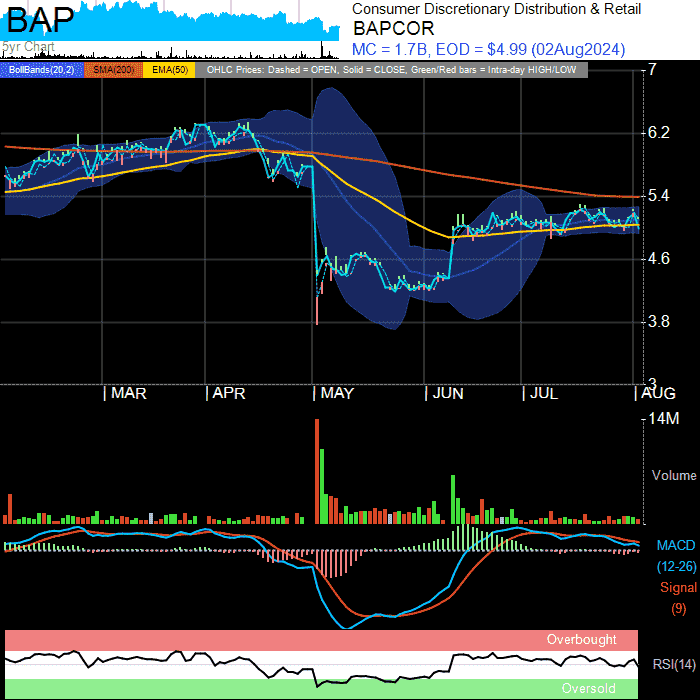 BAP
5yr Chart
Consumer Discretionary Distribution & Retail
BAPCOR
MC = 1.7B, EOD = $4.99 (02Aug2024)
BollBands(20,2) SMA(200) EMA(50) OHLC Prices: Dashed = OPEN, Solid = CLOSE, Green/Red bars = Intra-day HIGH/LOW
7
6.2
5.4
4.6
3.8
3
| MAR | APR | MAY | JUN | JUL | AUG
14M
Volume
MACD
(12-26)
Signal
(9)
Overbought
RSI(14)
Oversold